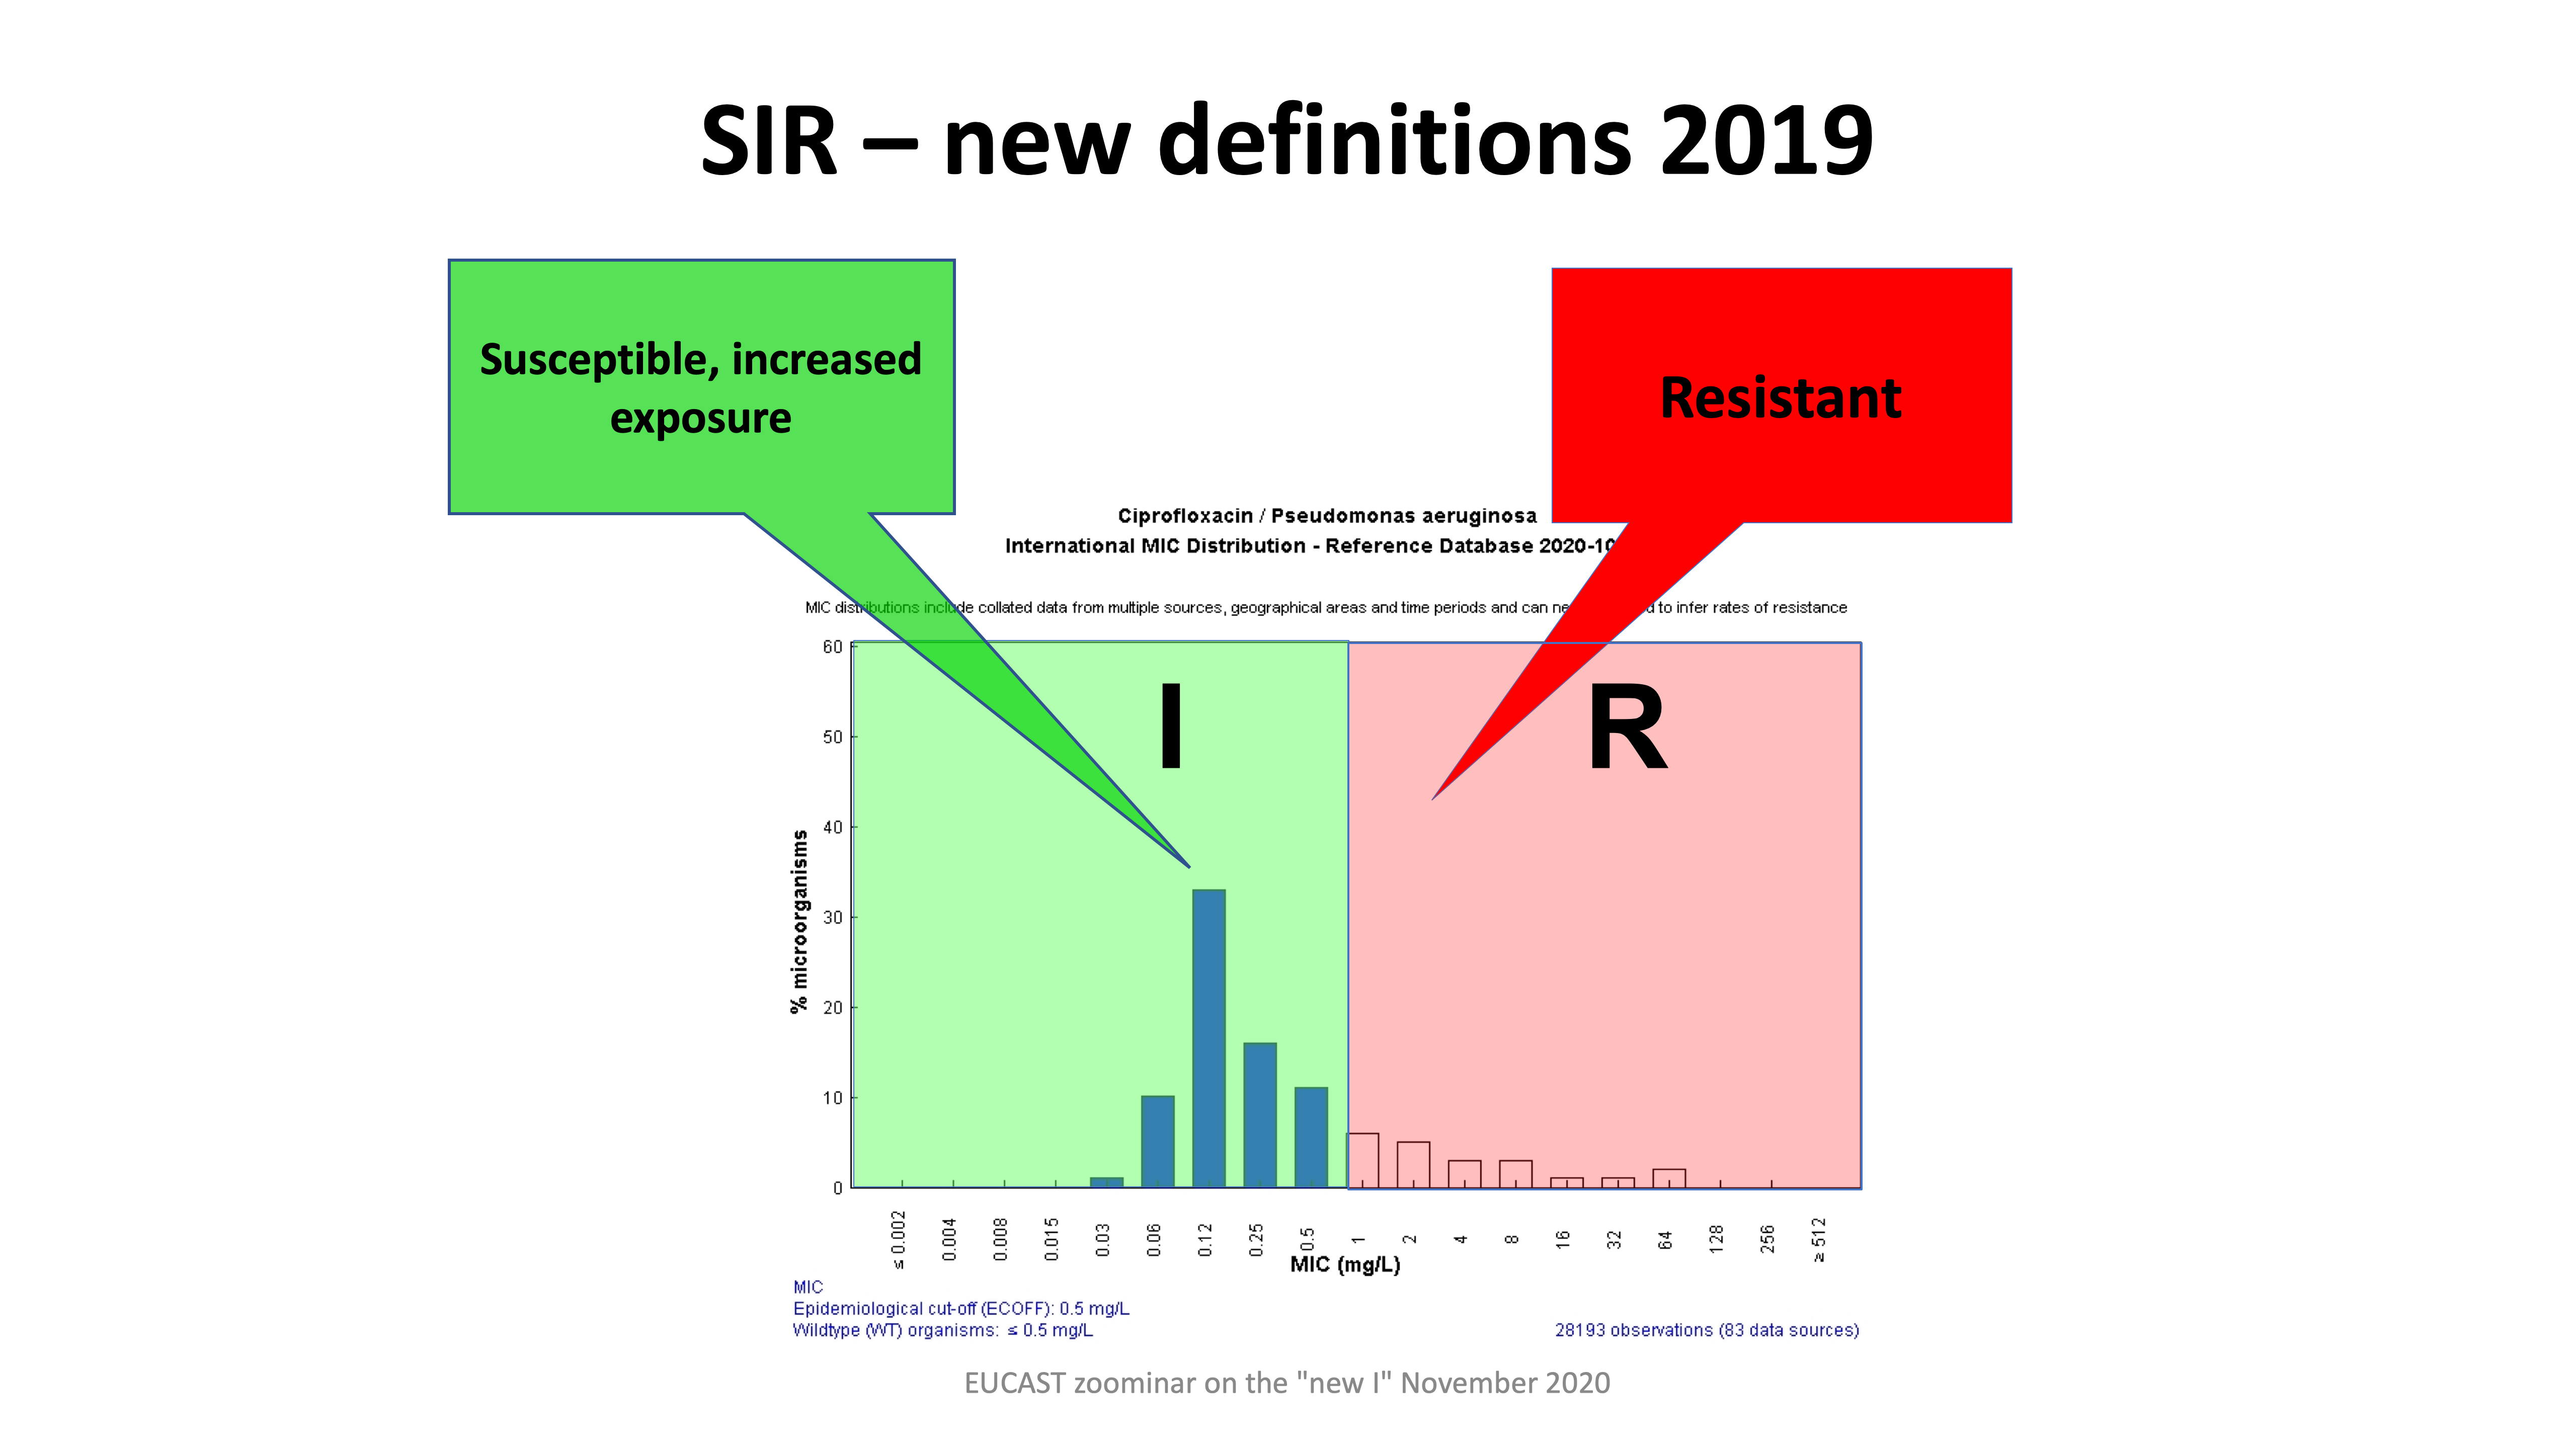 SIR – new definitions 2019
Susceptible, increased
exposure
Resistant
Ciprofloxacin / Pseudomonas aeruginosa
International MIC Distribution - Reference Database 2020-10
MIC distributions include collated data from multiple sources, geographical areas and time periods and can to infer rates of resistance
I
R
% microorganisms
60
50
40
30
20
10
0
≤ 0.002
0.004
0.008
0.015
0.03
0.06
0.12
0.25
0.5
1
2
4
8
16
32
64
128
256
≥ 512
MIC (mg/L)
MIC
Epidemiological cut-off (ECOFF): 0.5 mg/L
Wildtype (WT) organisms: ≤ 0.5 mg/L
28193 observations (83 data sources)
EUCAST zoominar on the "new I" November 2020